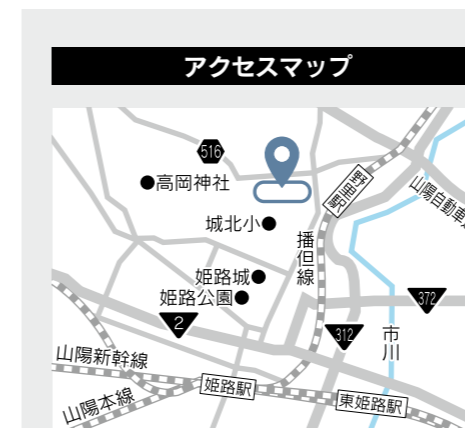 アクセスマップ
516
高岡神社
野里駅
山陽自動車
城北小
播但線
姫路城
姫路公園
372
2
312
市川
山陽新幹線
姫路駅
東姫路駅
山陽本線